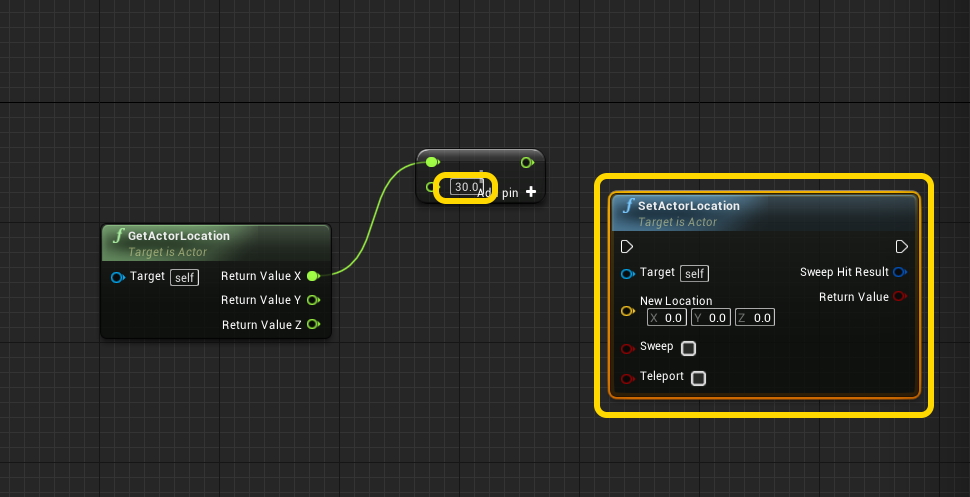 30.0
Add pin
GetActorLocation
Target is Actor
Target self
Return Value X
Return Value Y
Return Value Z
SetActorLocation
Target is Actor
Target self
Sweep Hit Result
New Location
Return Value
X 0.0 Y 0.0 Z 0.0
Sweep
Teleport